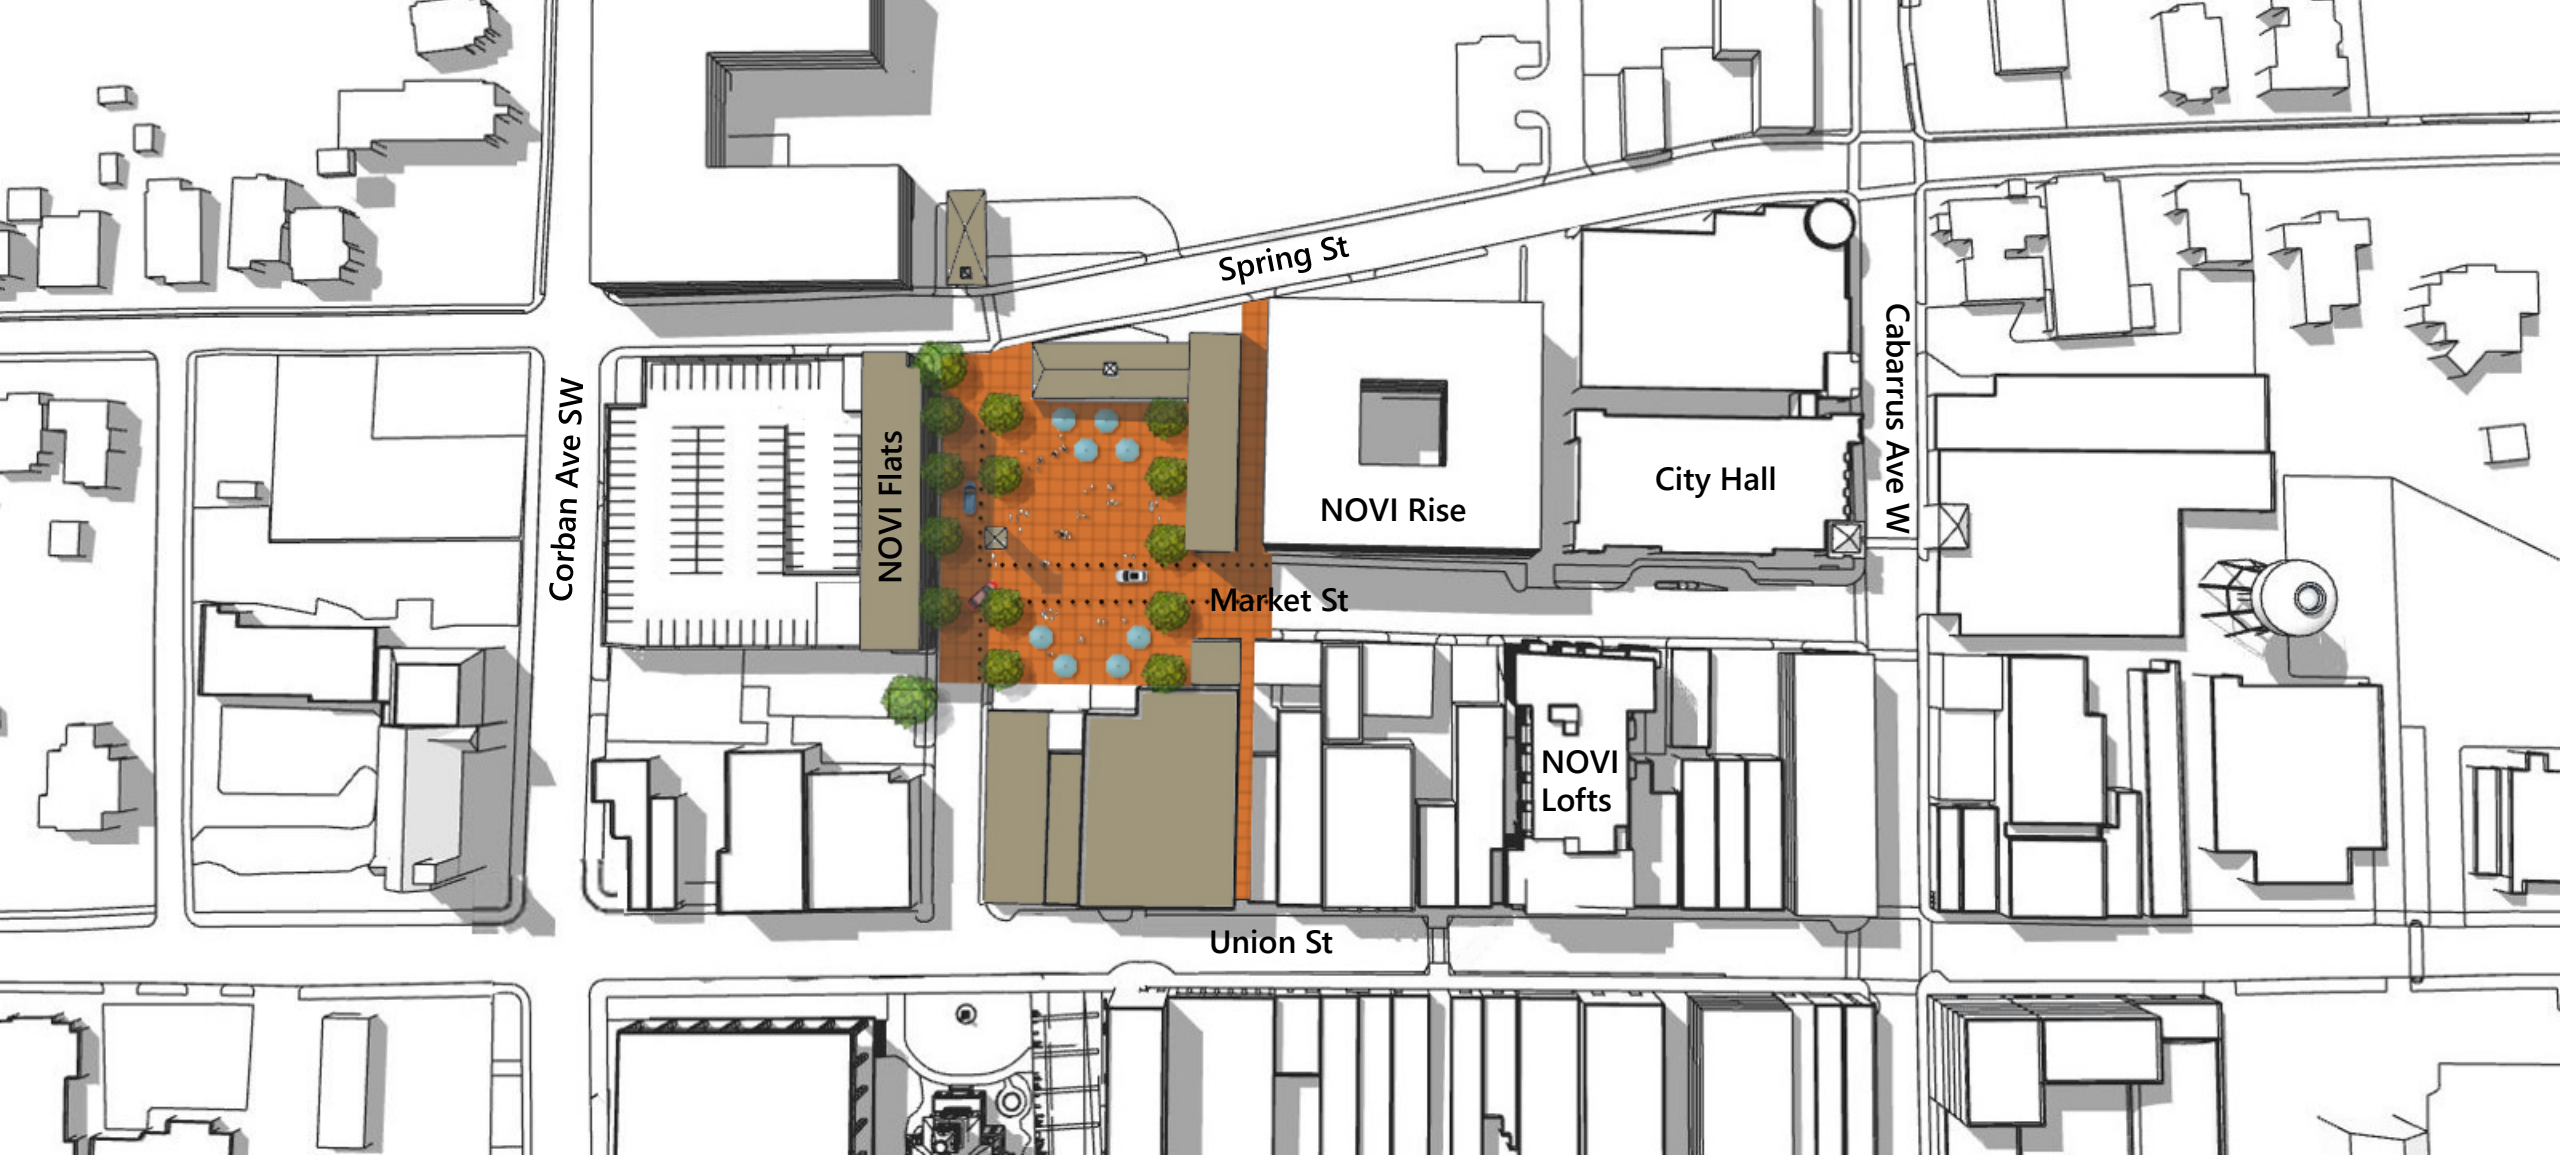 Spring St
Corban Ave SW
NOVI Flats
NOVI Rise
City Hall
Cabarrus Ave W
Market St
NOVI
Lofts
Union St